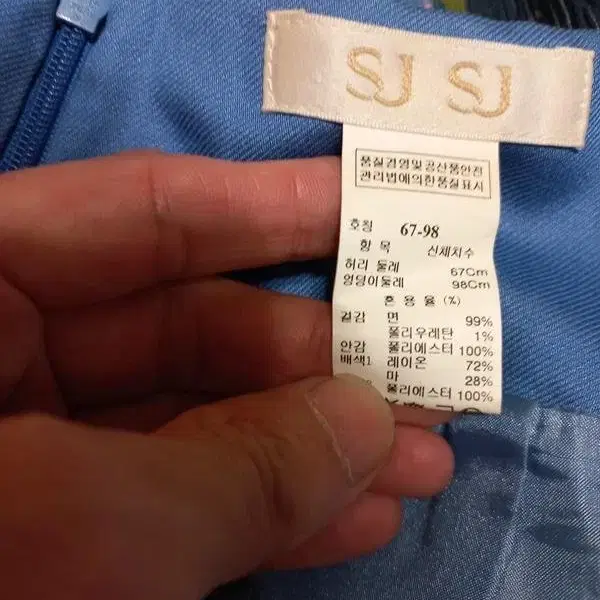 SJ SJ
품질경영및공산품안전
관리법에의한품질표시
호칭 67-98
항 목 신체치수
허리 둘레 67Cm
엉덩이둘레 98Cm
혼 용 율 (%)
겉감 면 99%
폴리우레탄 1%
안감 폴리에스터 100%
배색1 레이온 72%
마 28%
폴리에스터 100%